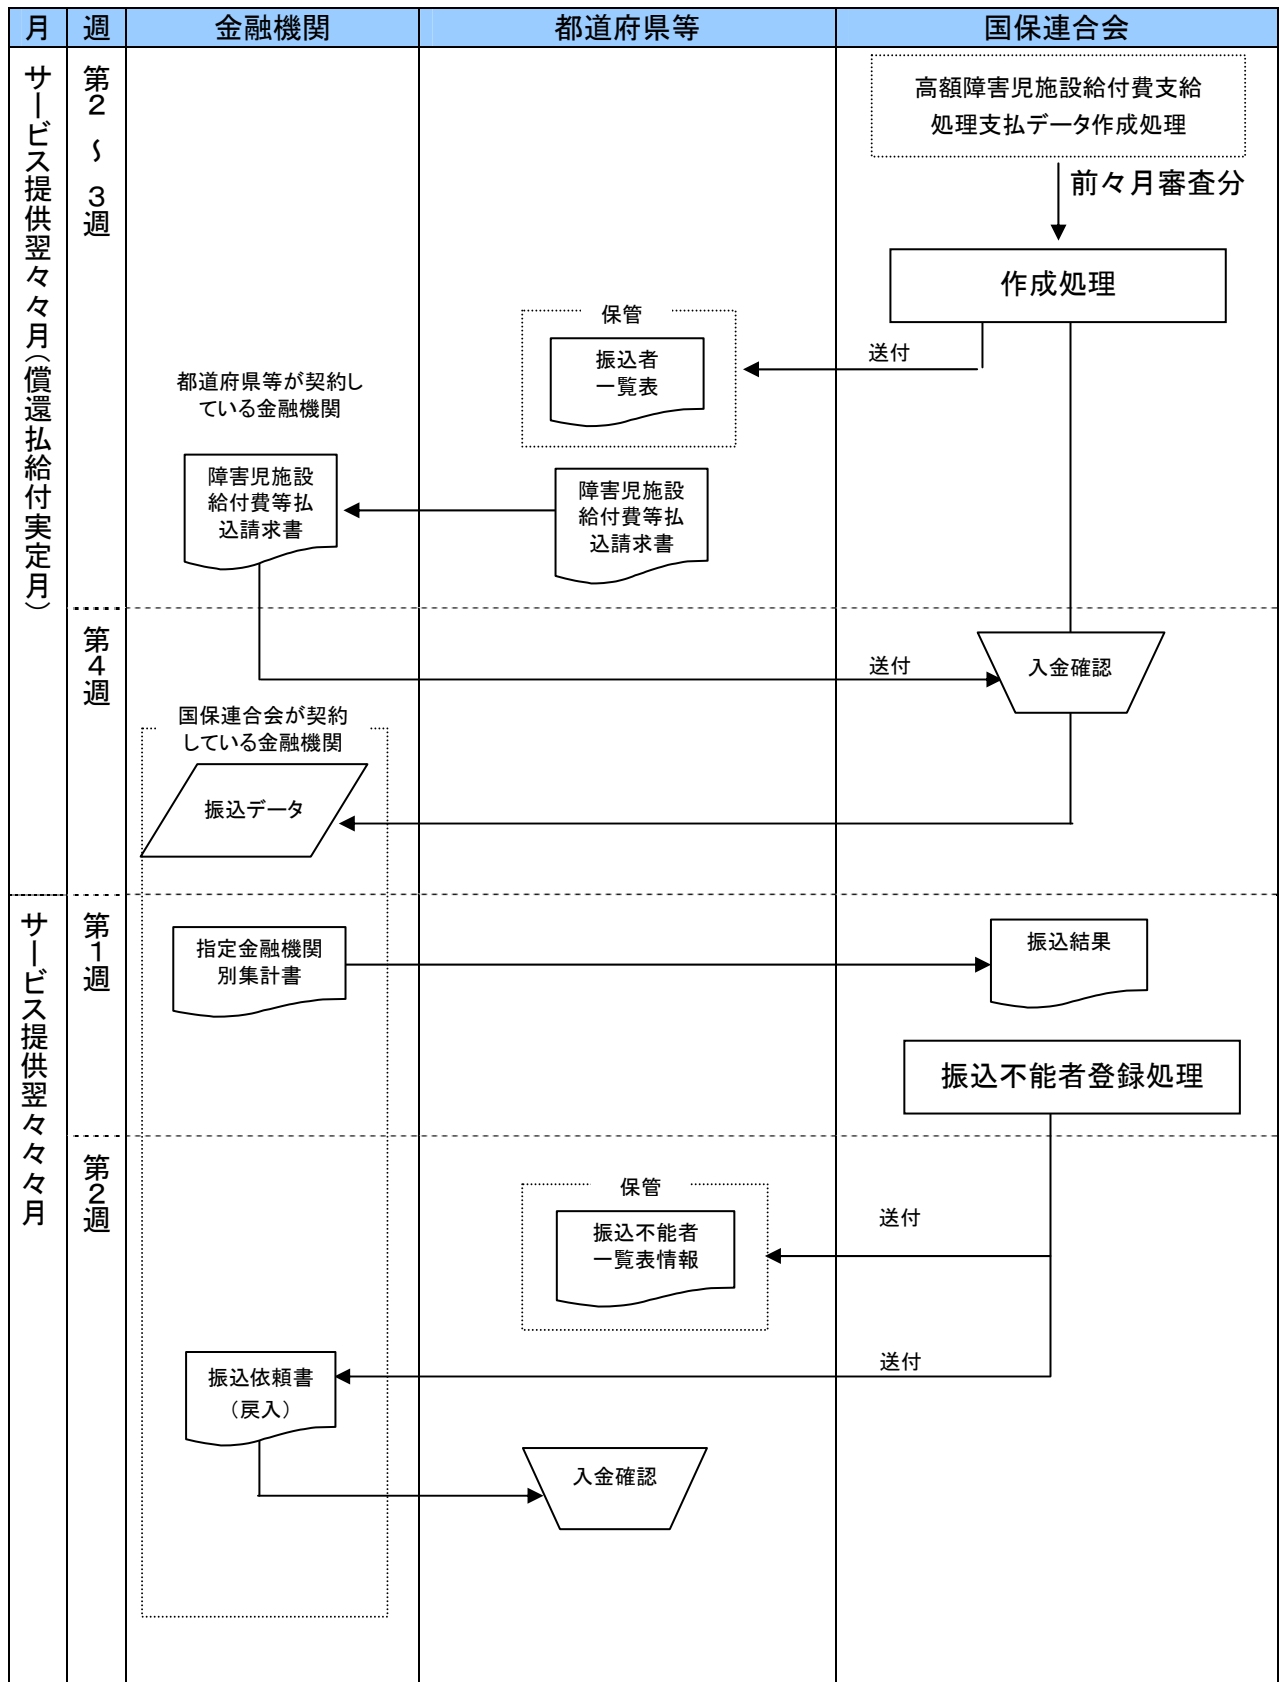 月
週
金融機関
都道府県等
国保連合会
サービス提供翌々月（償還払給付実定月）
第2～3週
高額障害児施設給付費支給
処理支払データ作成処理
前々月審査分
作成処理
保管
振込者
一覧表
送付
都道府県等が契約し
ている金融機関
障害児施設
給付費等払
込請求書
障害児施設
給付費等払
込請求書
第4週
送付
入金確認
国保連合会が契約
している金融機関
振込データ
サービス提供翌々々月
第1週
指定金融機関
別集計書
振込結果
振込不能者登録処理
第2週
保管
振込不能者
一覧表情報
送付
送付
振込依頼書
（戻入）
入金確認